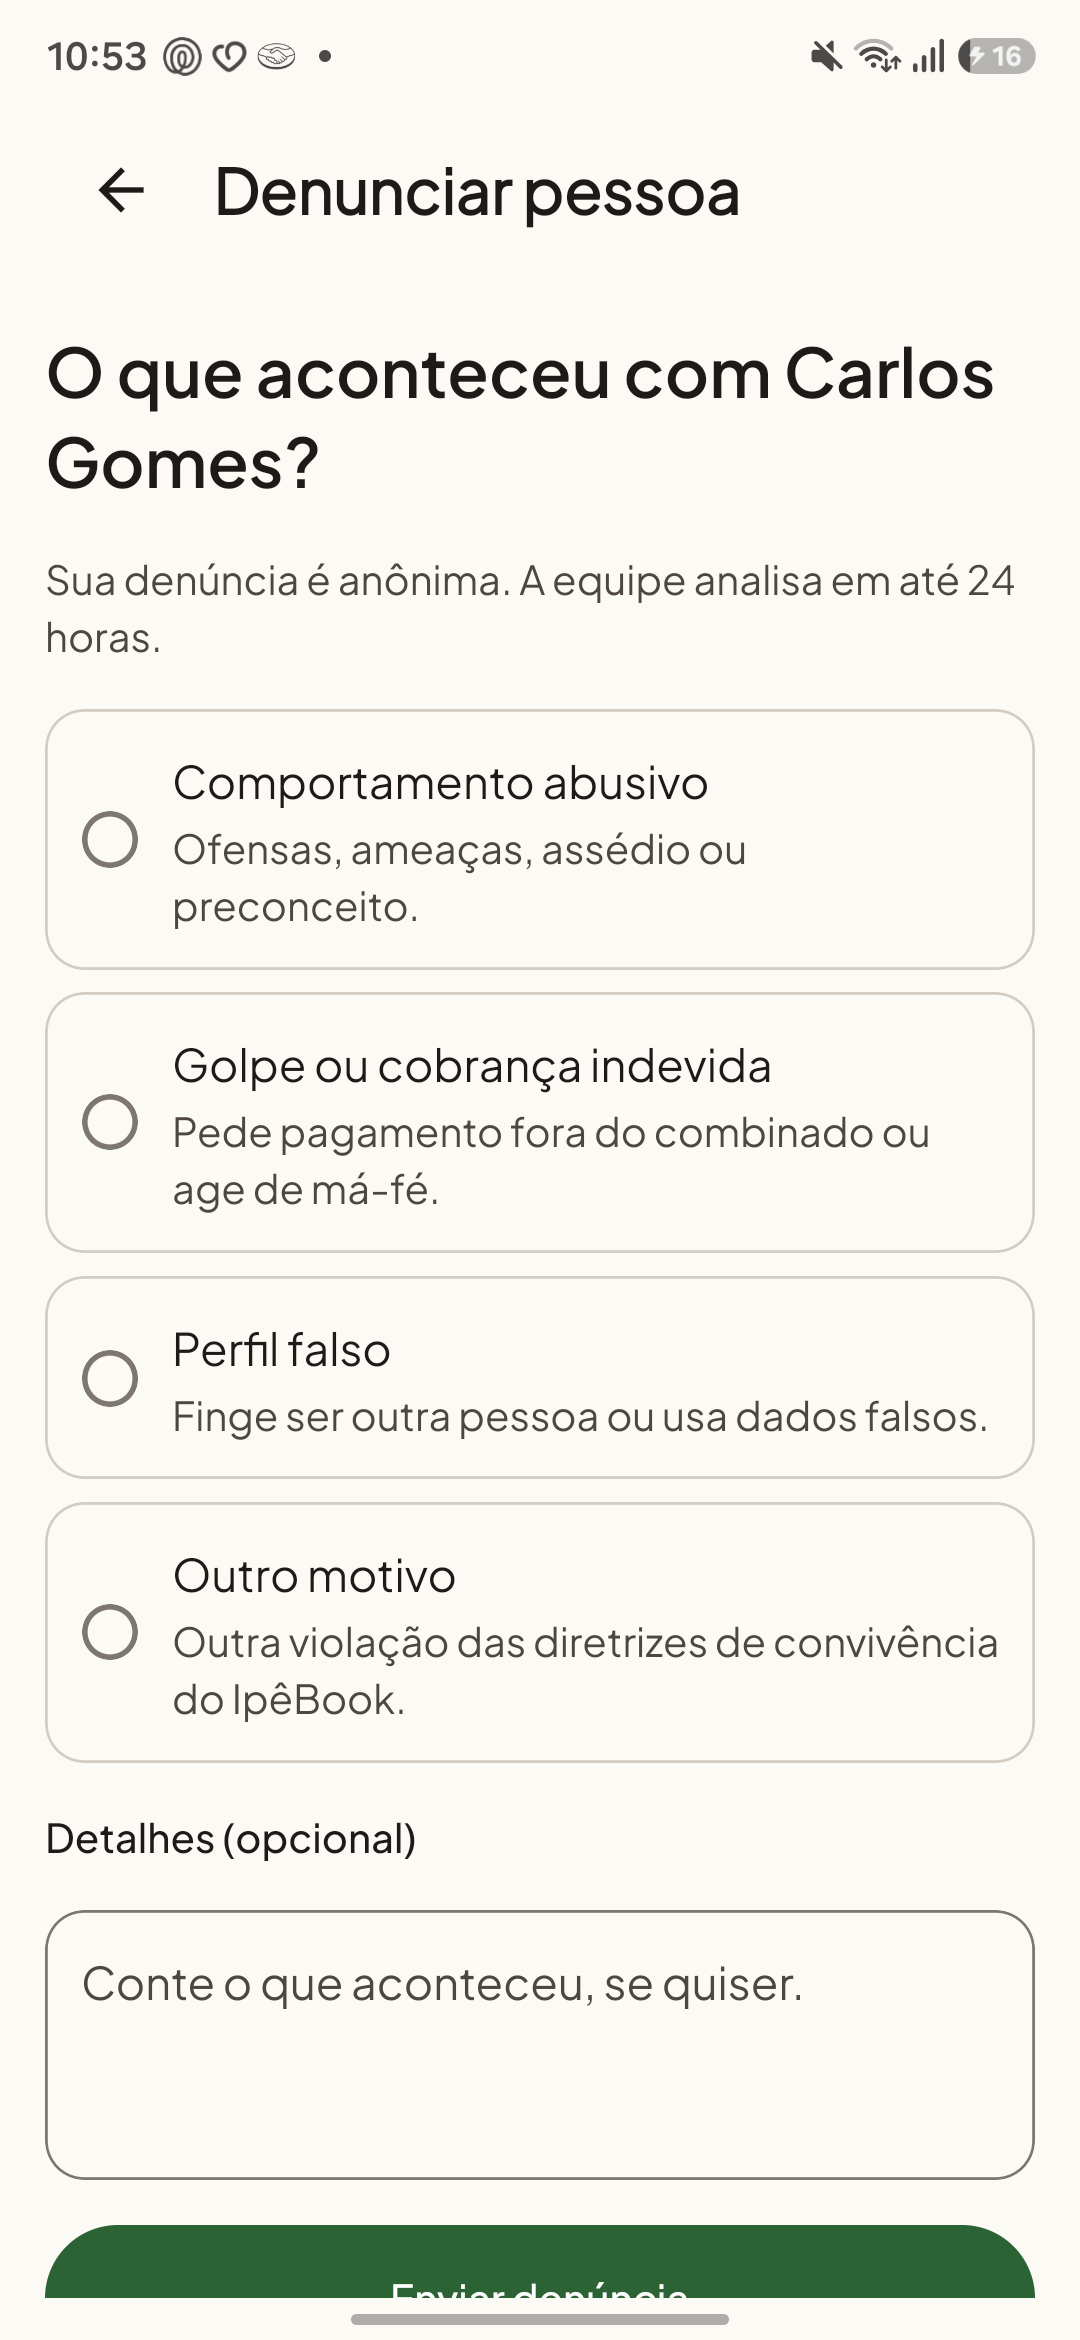 10:53
16
Denunciar pessoa
O que aconteceu com Carlos
Gomes?
Sua denúncia é anônima. A equipe analisa em até 24
horas.
Comportamento abusivo
Ofensas, ameaças, assédio ou
preconceito.
Golpe ou cobrança indevida
Pede pagamento fora do combinado ou
age de má-fé.
Perfil falso
Finge ser outra pessoa ou usa dados falsos.
Outro motivo
Outra violação das diretrizes de convivência
do IpêBook.
Detalhes (opcional)
Conte o que aconteceu, se quiser.
Enviar denúncia